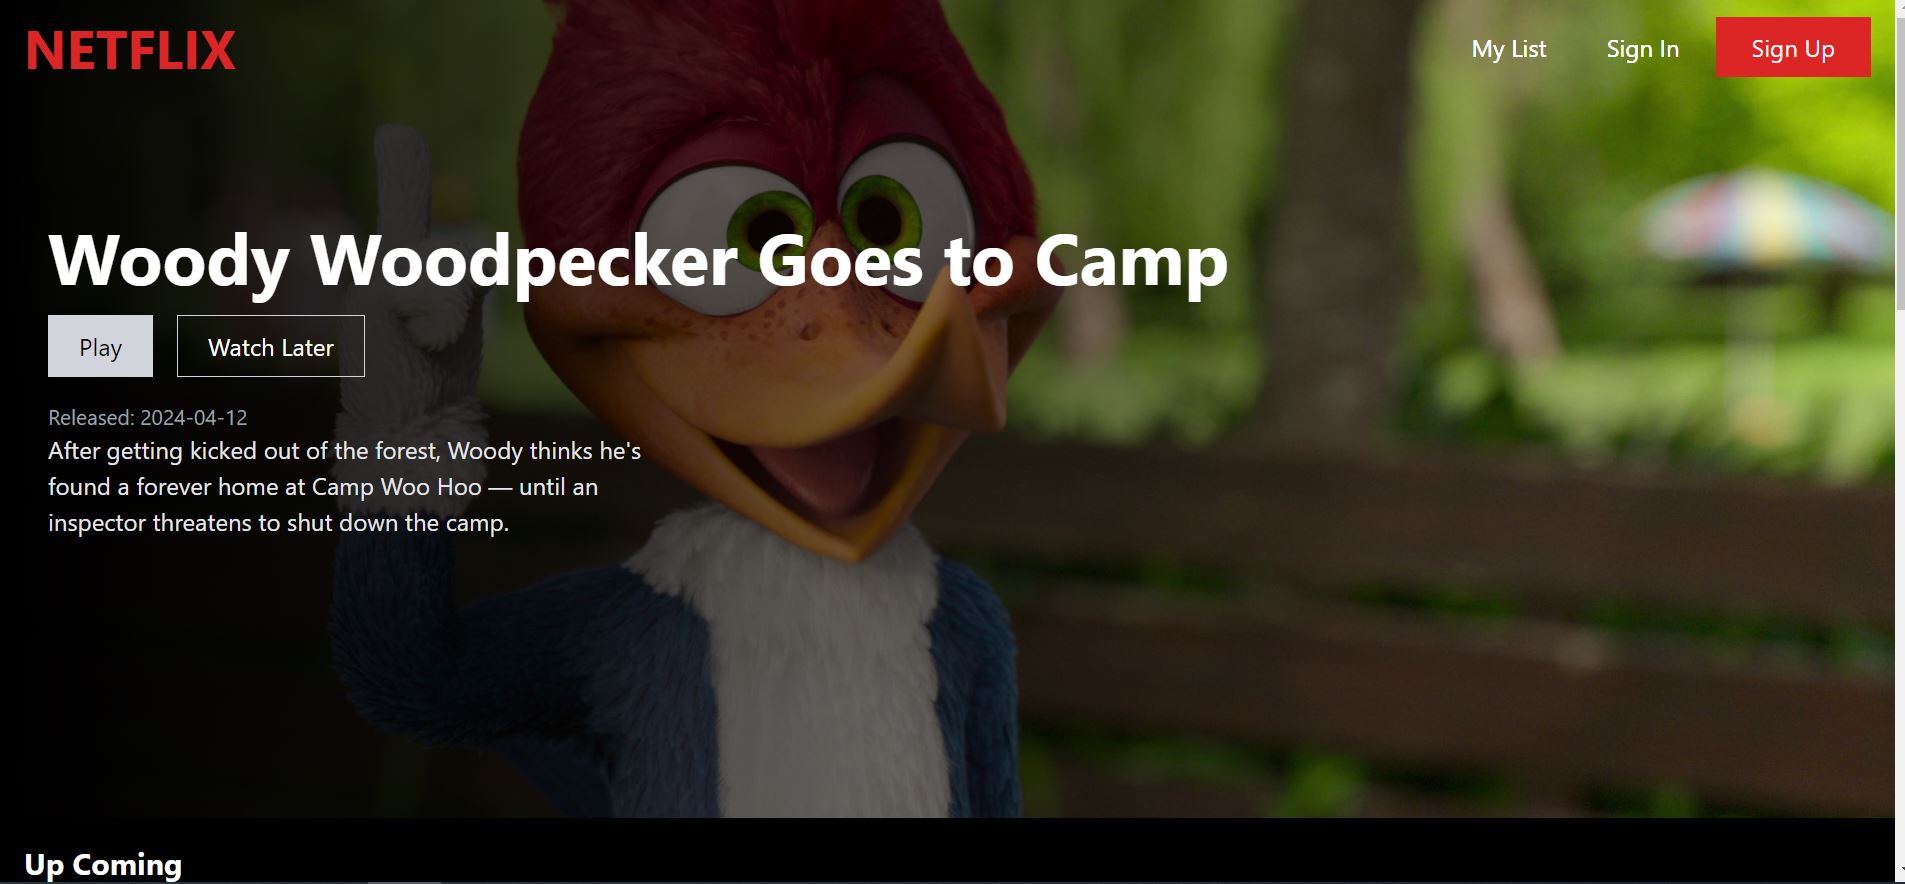 NETFLIX
My List
Sign In
Sign Up
Woody Woodpecker Goes to Camp
Play
Watch Later
Released: 2024-04-12
After getting kicked out of the forest, Woody thinks he's
found a forever home at Camp Woo Hoo — until an
inspector threatens to shut down the camp.
Up Coming